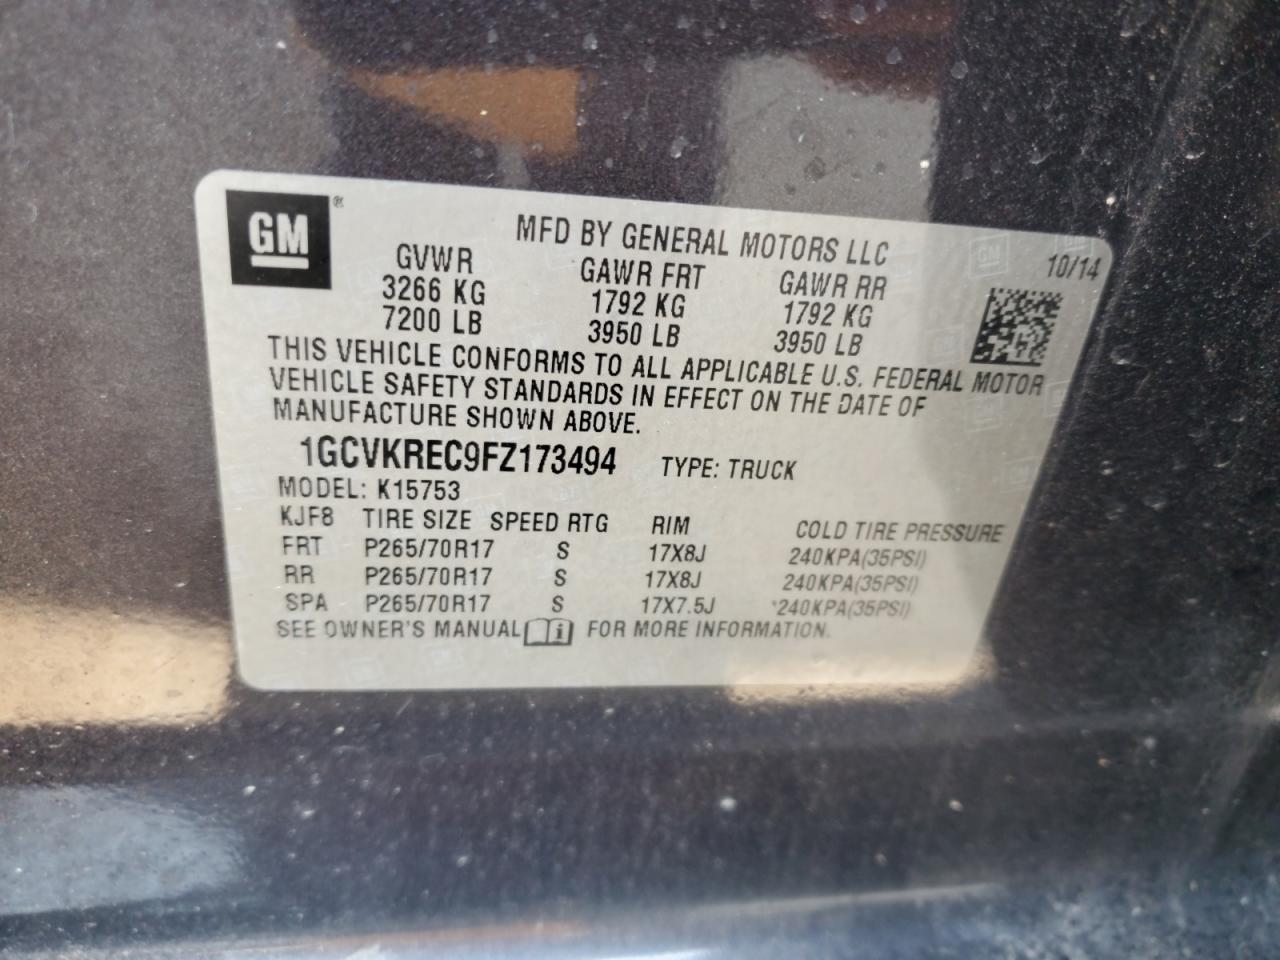 GM ®
MFD BY GENERAL MOTORS LLC
10/14
GVWR GAWR FRT GAWR RR
3266 KG 1792 KG 1792 KG
7200 LB 3950 LB 3950 LB
THIS VEHICLE CONFORMS TO ALL APPLICABLE U.S. FEDERAL MOTOR
VEHICLE SAFETY STANDARDS IN EFFECT ON THE DATE OF
MANUFACTURE SHOWN ABOVE.
1GCVKREC9FZ173494 TYPE: TRUCK
MODEL: K15753
KJF8 TIRE SIZE SPEED RTG RIM COLD TIRE PRESSURE
FRT P265/70R17 S 17X8J 240KPA(35PSI)
RR P265/70R17 S 17X8J 240KPA(35PSI)
SPA P265/70R17 S 17X7.5J *240KPA(35PSI)
SEE OWNER'S MANUAL i FOR MORE INFORMATION.